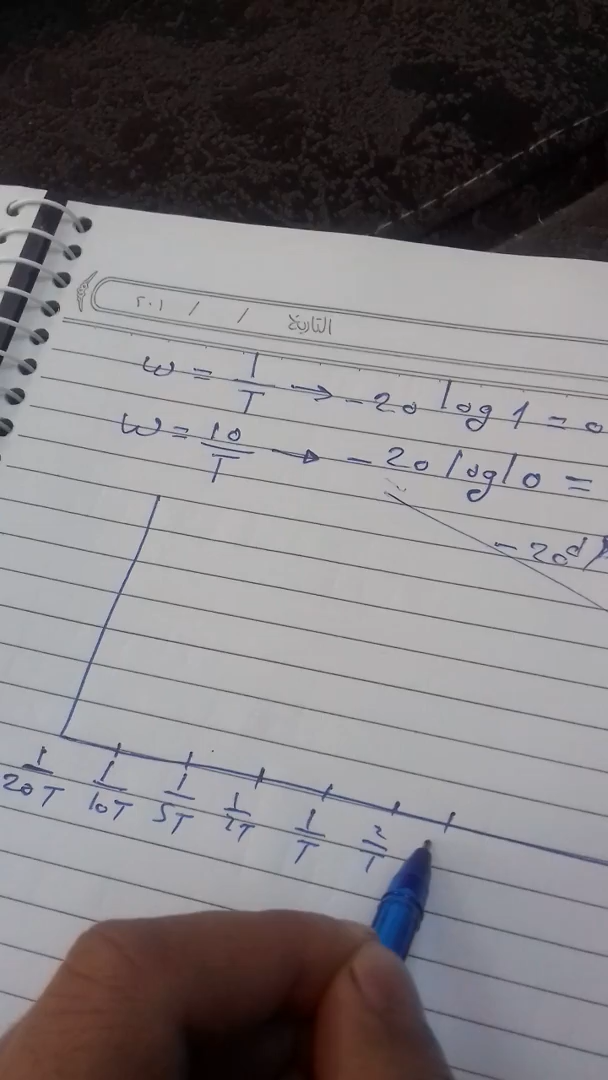 التاريخ / / ٢٠١
ω = 1/T → -20 log 1 = 0
ω = 10/T → -20 log 10 =
-20 d
1/20T 1/10T 1/5T 1/2T 1/T 2/T